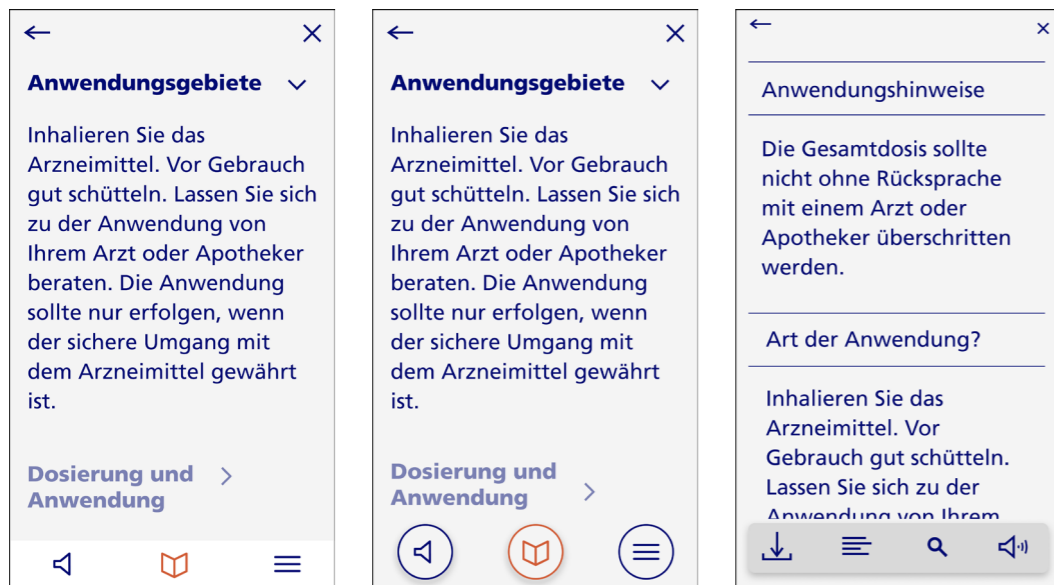 Anwendungsgebiete
Inhalieren Sie das
Arzneimittel. Vor Gebrauch
gut schütteln. Lassen Sie sich
zu der Anwendung von
Ihrem Arzt oder Apotheker
beraten. Die Anwendung
sollte nur erfolgen, wenn
der sichere Umgang mit
dem Arzneimittel gewährt
ist.
Dosierung und
Anwendung
Anwendungsgebiete
Inhalieren Sie das
Arzneimittel. Vor Gebrauch
gut schütteln. Lassen Sie sich
zu der Anwendung von
Ihrem Arzt oder Apotheker
beraten. Die Anwendung
sollte nur erfolgen, wenn
der sichere Umgang mit
dem Arzneimittel gewährt
ist.
Dosierung und
Anwendung
Anwendungshinweise
Die Gesamtdosis sollte
nicht ohne Rücksprache
mit einem Arzt oder
Apotheker überschritten
werden.
Art der Anwendung?
Inhalieren Sie das
Arzneimittel. Vor
Gebrauch gut schütteln.
Lassen Sie sich zu der
Anwendung von Ihrem